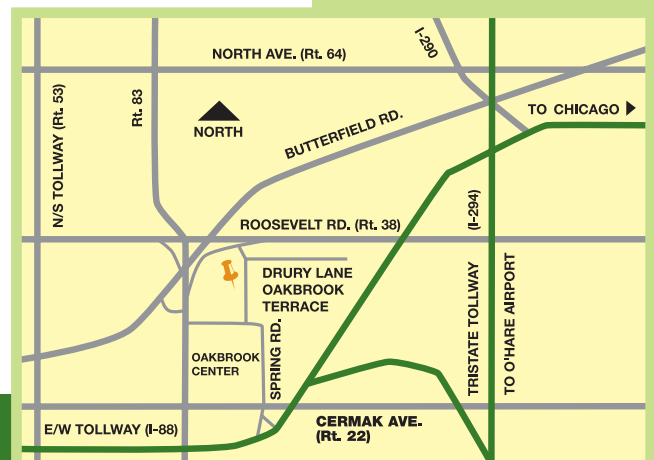 I-290
NORTH AVE. (Rt. 64)
N/S TOLLWAY (Rt. 53)
Rt. 83
NORTH
BUTTERFIELD RD.
TO CHICAGO
ROOSEVELT RD. (Rt. 38)
(I-294)
TRISTATE TOLLWAY
TO O'HARE AIRPORT
DRURY LANE
OAKBROOK
TERRACE
SPRING RD.
OAKBROOK
CENTER
CERMAK AVE.
(Rt. 22)
E/W TOLLWAY (I-88)